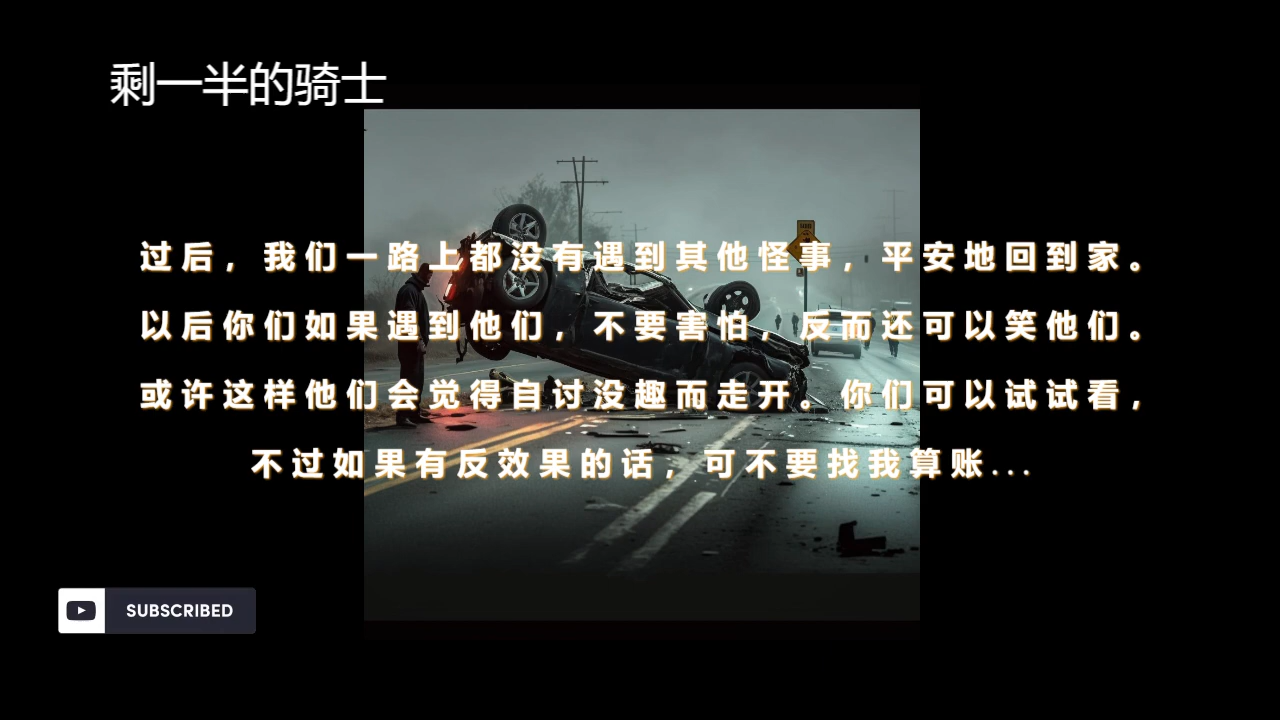 剩一半的骑士
过后，我们一路上都没有遇到其他怪事，平安地回到家。
以后你们如果遇到他们，不要害怕，反而还可以笑他们。
或许这样他们会觉得自讨没趣而走开。你们可以试试看，
不过如果有反效果的话，可不要找我算账...
SUBSCRIBED